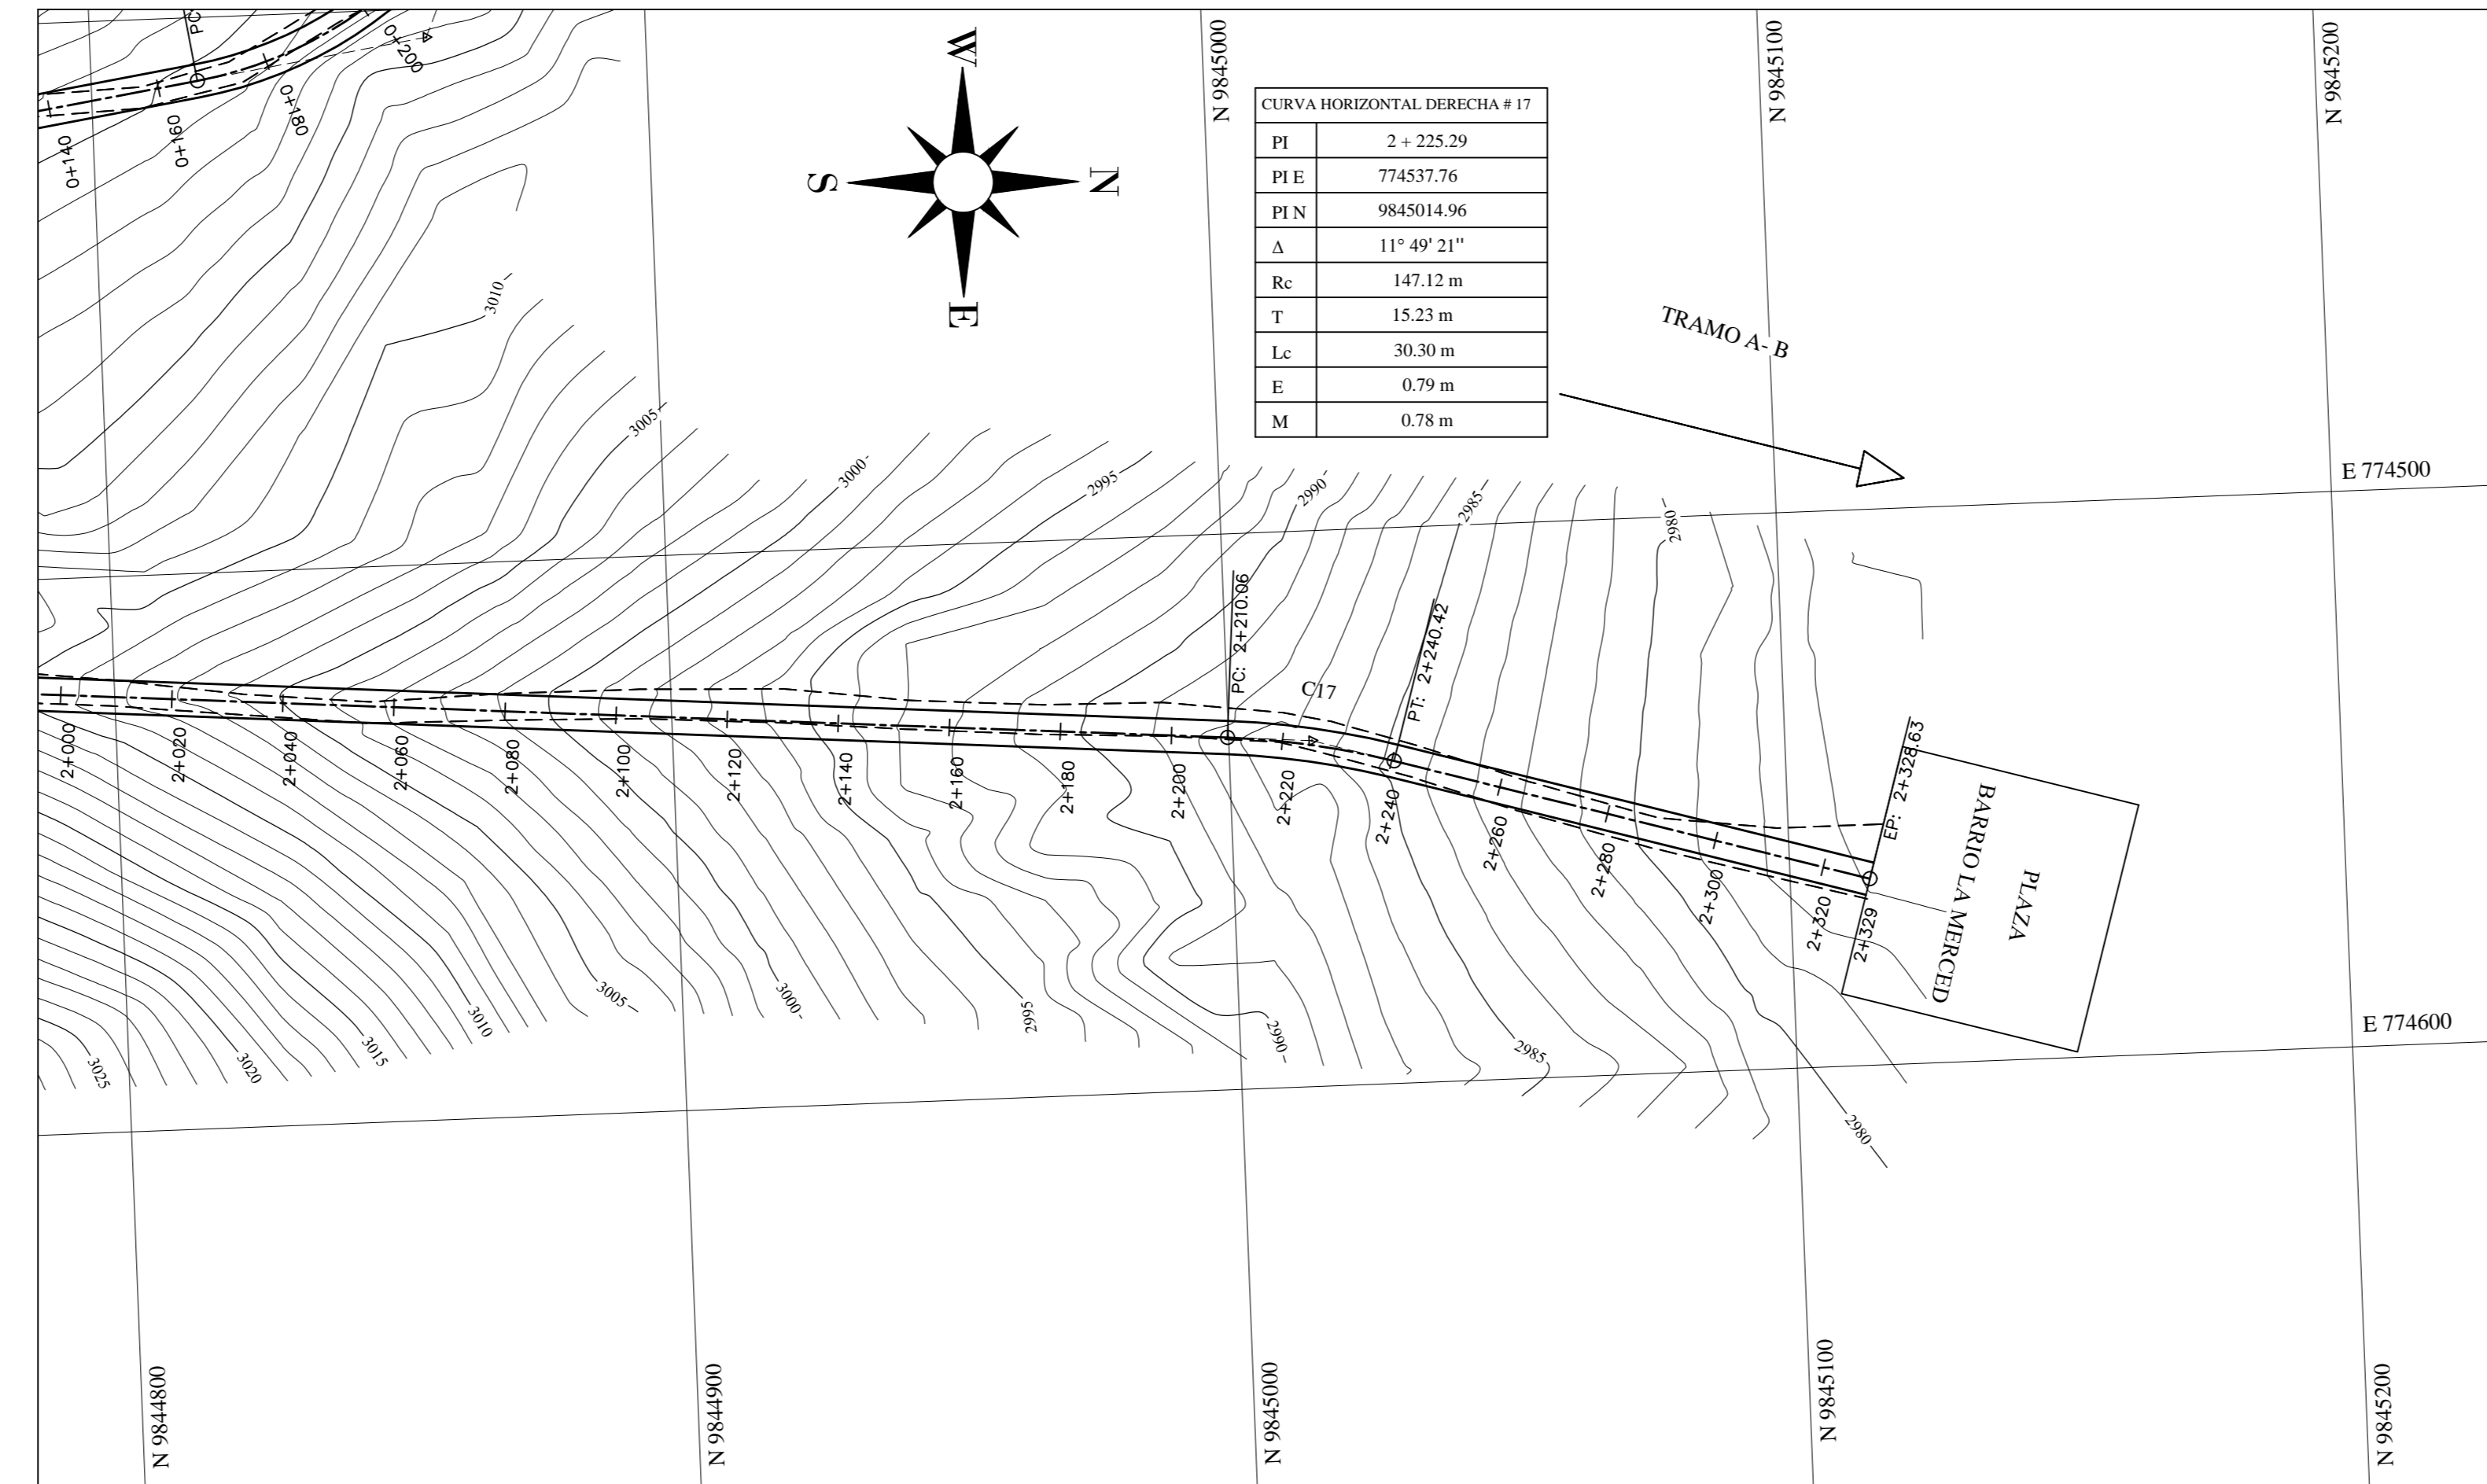 PC
0+200
0+180
0+160
0+140
W
S
N
E
N 9845000
N 9845100
N 9845200
CURVA HORIZONTAL DERECHA # 17
PI 2 + 225.29
PI E 774537.76
PI N 9845014.96
Δ 11° 49' 21''
Rc 147.12 m
T 15.23 m
Lc 30.30 m
E 0.79 m
M 0.78 m
TRAMO A- B
E 774500
3010
3005
3000
2995
2990
2985
2980
PC: 2+210.06
C17
PT: 2+240.42
EP: 2+328.63
2+000
2+020
2+040
2+060
2+080
2+100
2+120
2+140
2+160
2+180
2+200
2+220
2+240
2+260
2+280
2+300
2+320
2+329
PLAZA
BARRIO LA MERCED
3025
3020
3015
3010
3005
3000
2995
2990
2985
2980
E 774600
N 9844800
N 9844900
N 9845000
N 9845100
N 9845200